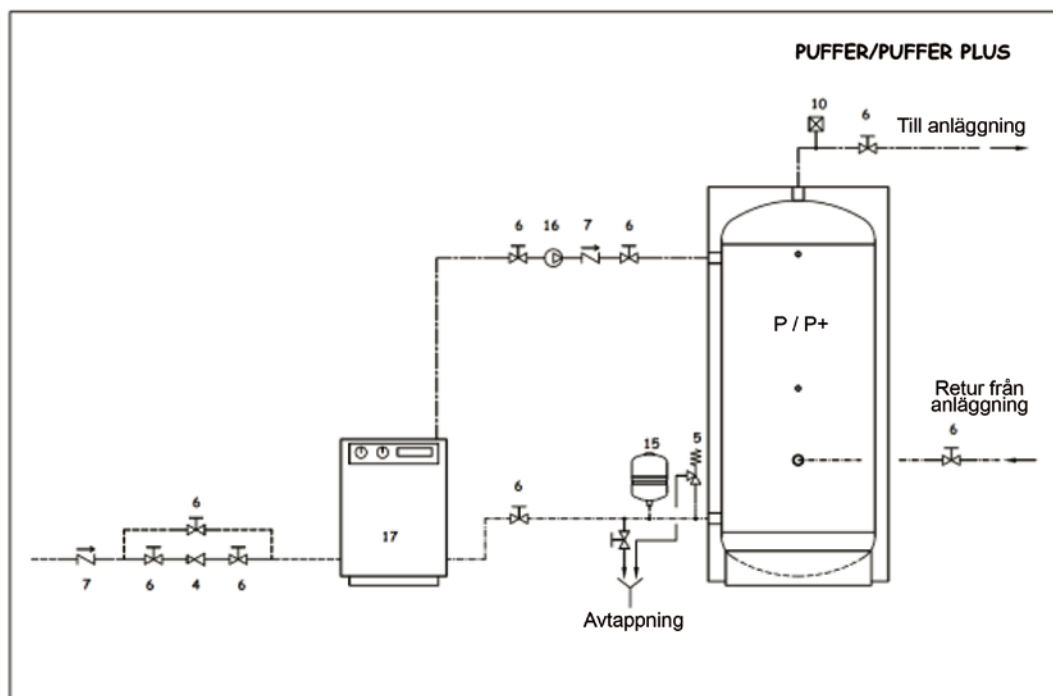 PUFFER/PUFFER PLUS
10
6
Till anläggning
6
16
7
6
P / P+
Retur från
anläggning
6
15
5
6
6
17
7
6
4
6
Avtappning